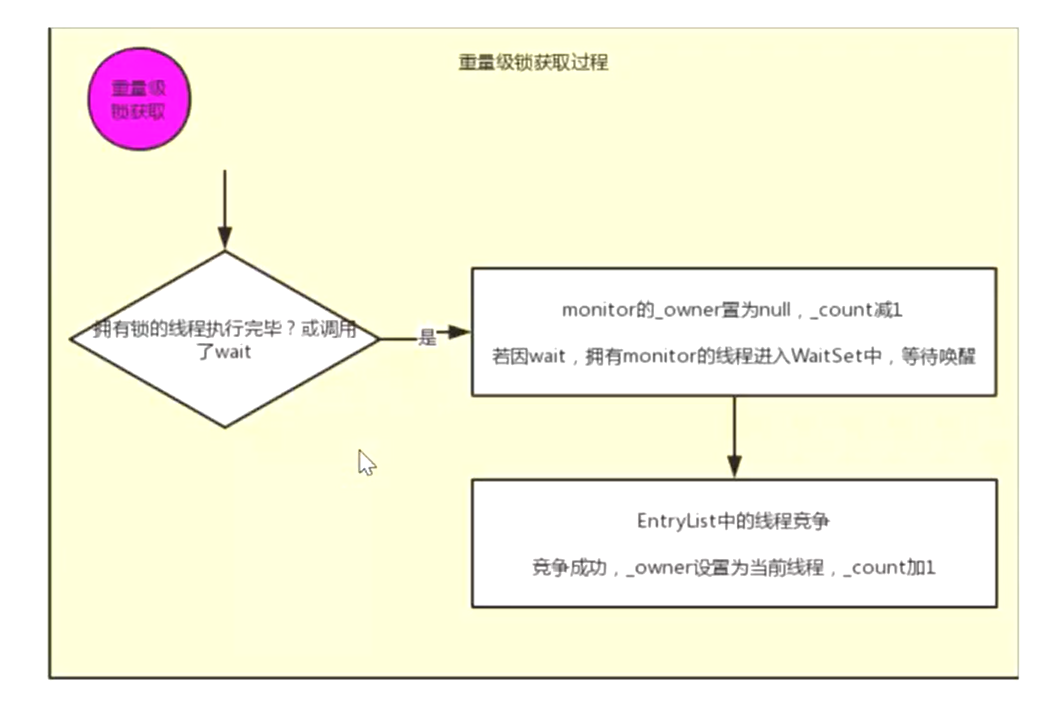 重量级锁获取过程
重量级
锁获取
拥有锁的线程执行完毕？或调用
了wait
是
monitor的_owner置为null，_count减1
若因wait，拥有monitor的线程进入WaitSet中，等待唤醒
EntryList中的线程竞争
竞争成功，_owner设置为当前线程，_count加1